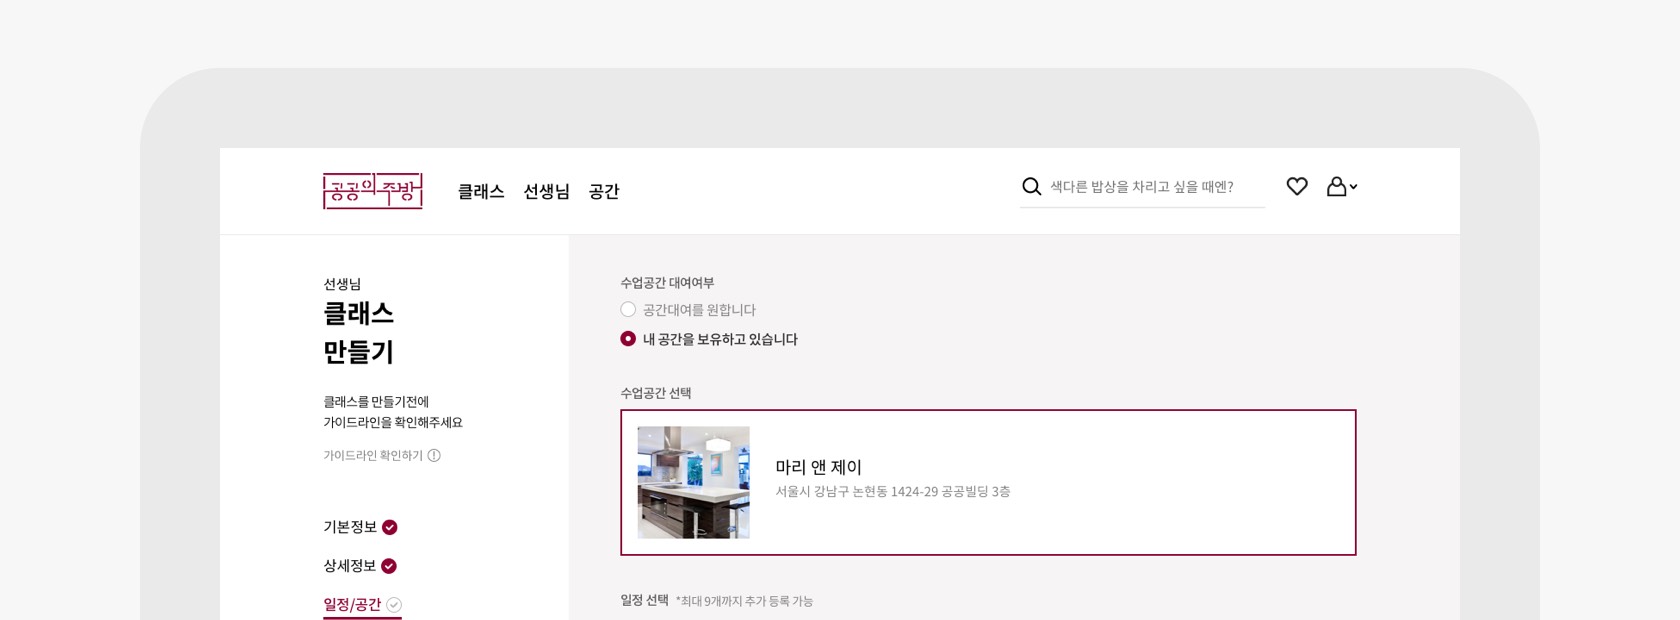 공공의주방
클래스 선생님 공간
색다른 밥상을 차리고 싶을 때엔?
선생님
클래스
만들기
클래스를 만들기전에
가이드라인을 확인해주세요
가이드라인 확인하기
기본정보
상세정보
일정/공간
수업공간 대여여부
공간대여를 원합니다
내 공간을 보유하고 있습니다
수업공간 선택
마리 앤 제이
서울시 강남구 논현동 1424-29 공공빌딩 3층
일정 선택 *최대 9개까지 추가 등록 가능